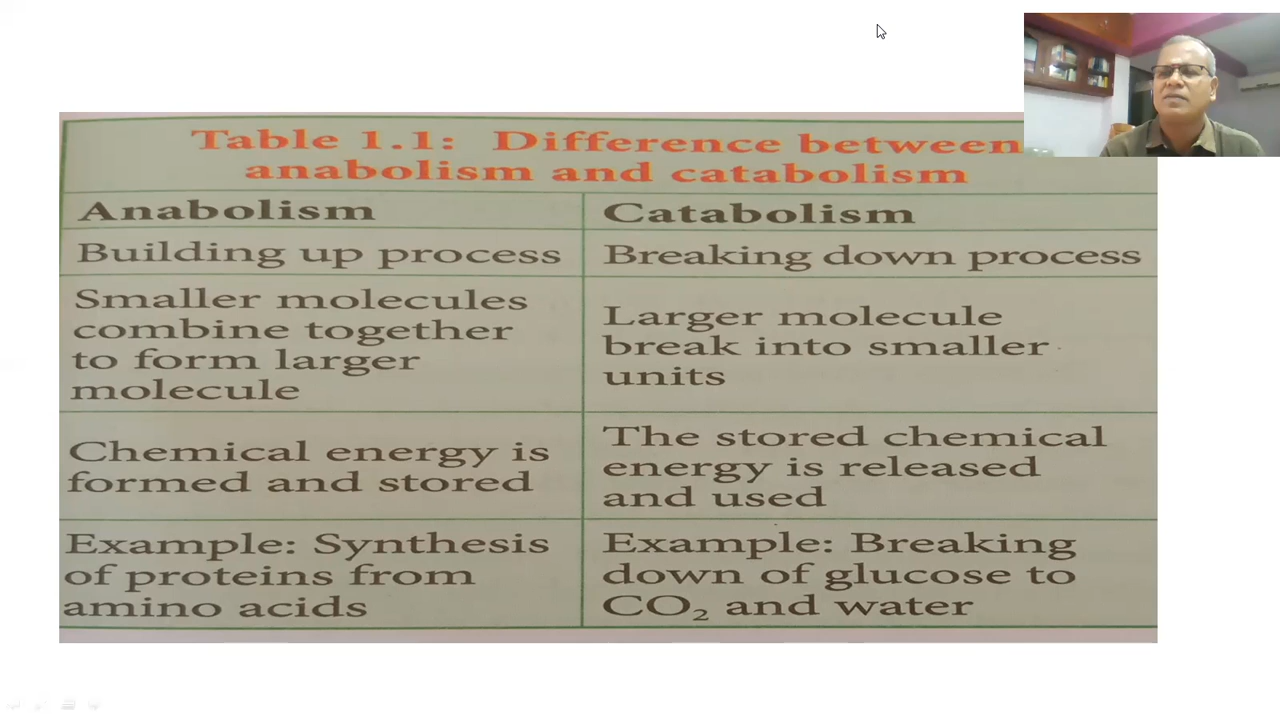 Table 1.1: Difference between
anabolism and catabolism
Anabolism
Catabolism
Building up process
Breaking down process
Smaller molecules
combine together
to form larger
molecule
Larger molecule
break into smaller
units
Chemical energy is
formed and stored
The stored chemical
energy is released
and used
Example: Synthesis
of proteins from
amino acids
Example: Breaking
down of glucose to
CO₂ and water